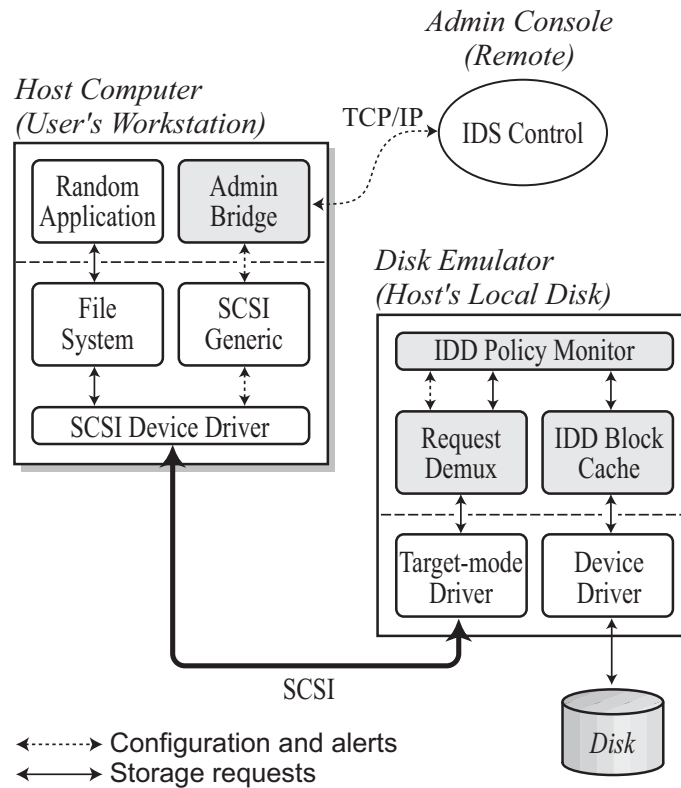 Admin Console
(Remote)
IDS Control
TCP/IP
Host Computer
(User's Workstation)
Random
Application
Admin
Bridge
File
System
SCSI
Generic
SCSI Device Driver
Disk Emulator
(Host's Local Disk)
IDD Policy Monitor
Request
Demux
IDD Block
Cache
Target-mode
Driver
Device
Driver
SCSI
Disk
Configuration and alerts
Storage requests